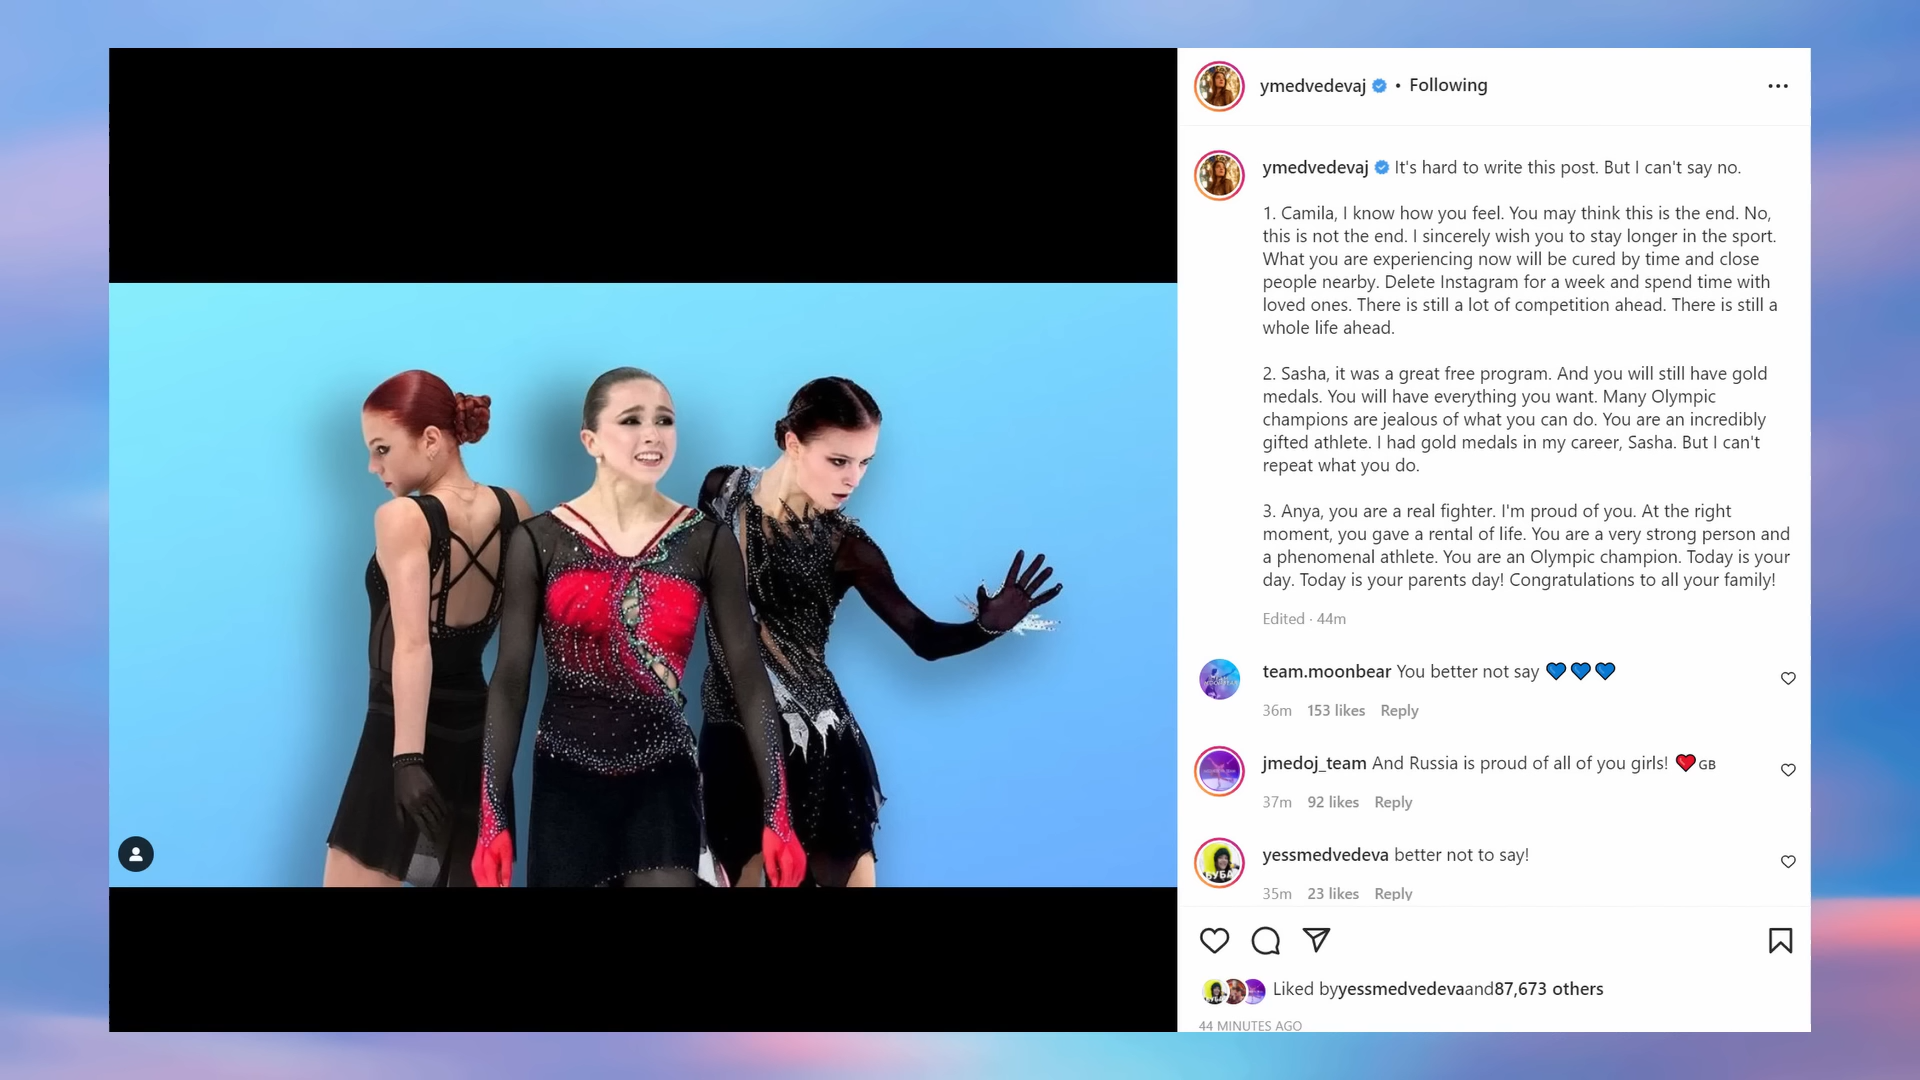 ymedvedevaj • Following
ymedvedevaj It's hard to write this post. But I can't say no.
1. Camila, I know how you feel. You may think this is the end. No,
this is not the end. I sincerely wish you to stay longer in the sport.
What you are experiencing now will be cured by time and close
people nearby. Delete Instagram for a week and spend time with
loved ones. There is still a lot of competition ahead. There is still a
whole life ahead.
2. Sasha, it was a great free program. And you will still have gold
medals. You will have everything you want. Many Olympic
champions are jealous of what you can do. You are an incredibly
gifted athlete. I had gold medals in my career, Sasha. But I can't
repeat what you do.
3. Anya, you are a real fighter. I'm proud of you. At the right
moment, you gave a rental of life. You are a very strong person and
a phenomenal athlete. You are an Olympic champion. Today is your
day. Today is your parents day! Congratulations to all your family!
Edited · 44m
team.moonbear You better not say 💙💙💙
36m 153 likes Reply
jmedoj_team And Russia is proud of all of you girls! ❤️GB
37m 92 likes Reply
yessmedvedeva better not to say!
БУБА
35m 23 likes Reply
Liked byyessmedvedevaand87,673 others
44 MINUTES AGO